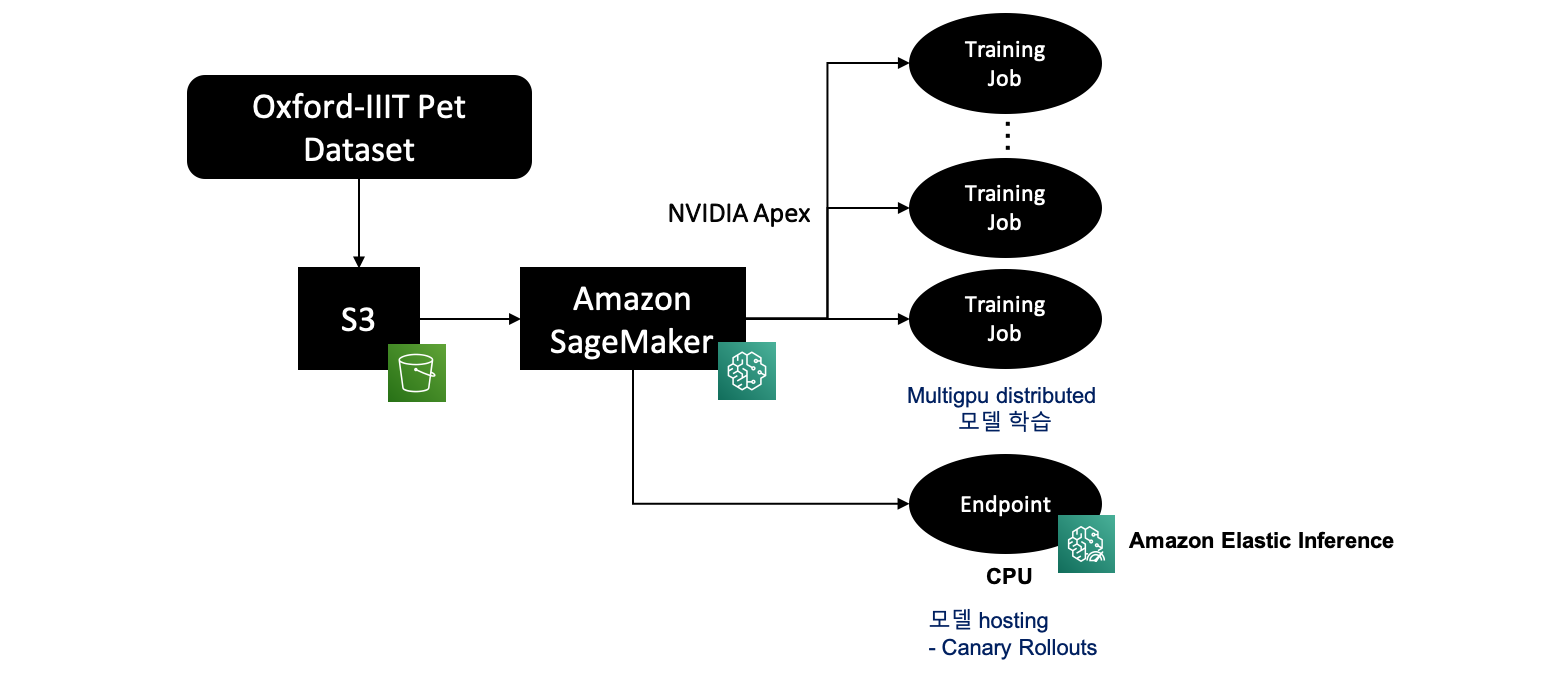 Oxford-IIIT Pet
Dataset
S3
Amazon
SageMaker
NVIDIA Apex
Training
Job
Training
Job
Training
Job
Multigpu distributed
모델 학습
Endpoint
Amazon Elastic Inference
CPU
모델 hosting
- Canary Rollouts